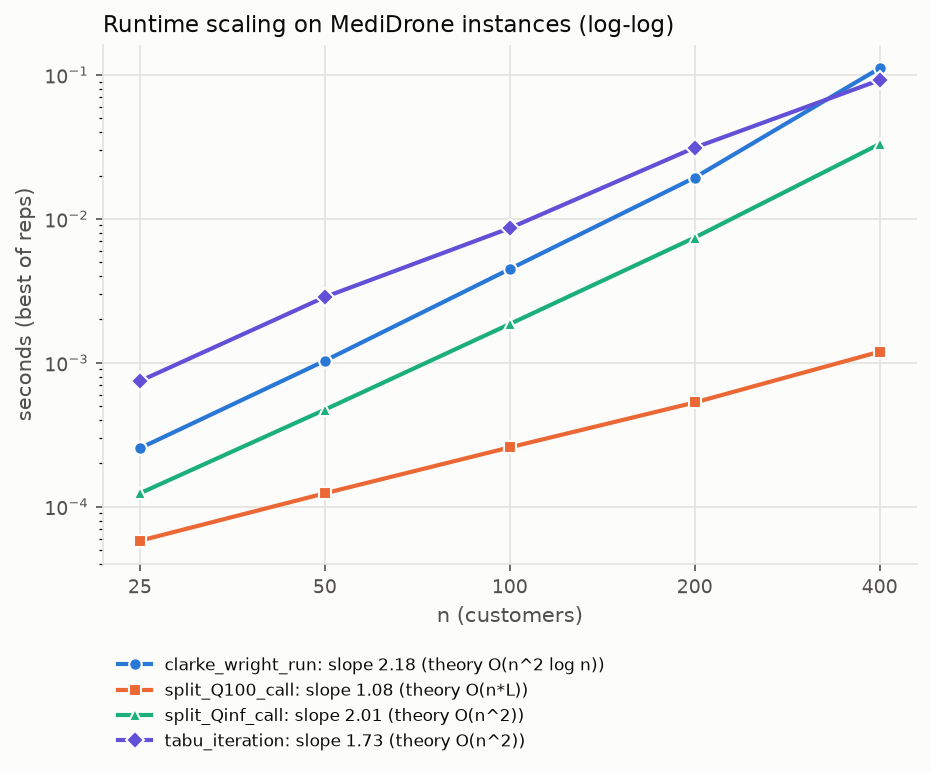 Runtime scaling on MediDrone instances (log-log)
10⁻¹
10⁻²
10⁻³
10⁻⁴
seconds (best of reps)
25 50 100 200 400
n (customers)
clarke_wright_run: slope 2.18 (theory O(n^2 log n))
split_Q100_call: slope 1.08 (theory O(n*L))
split_Qinf_call: slope 2.01 (theory O(n^2))
tabu_iteration: slope 1.73 (theory O(n^2))